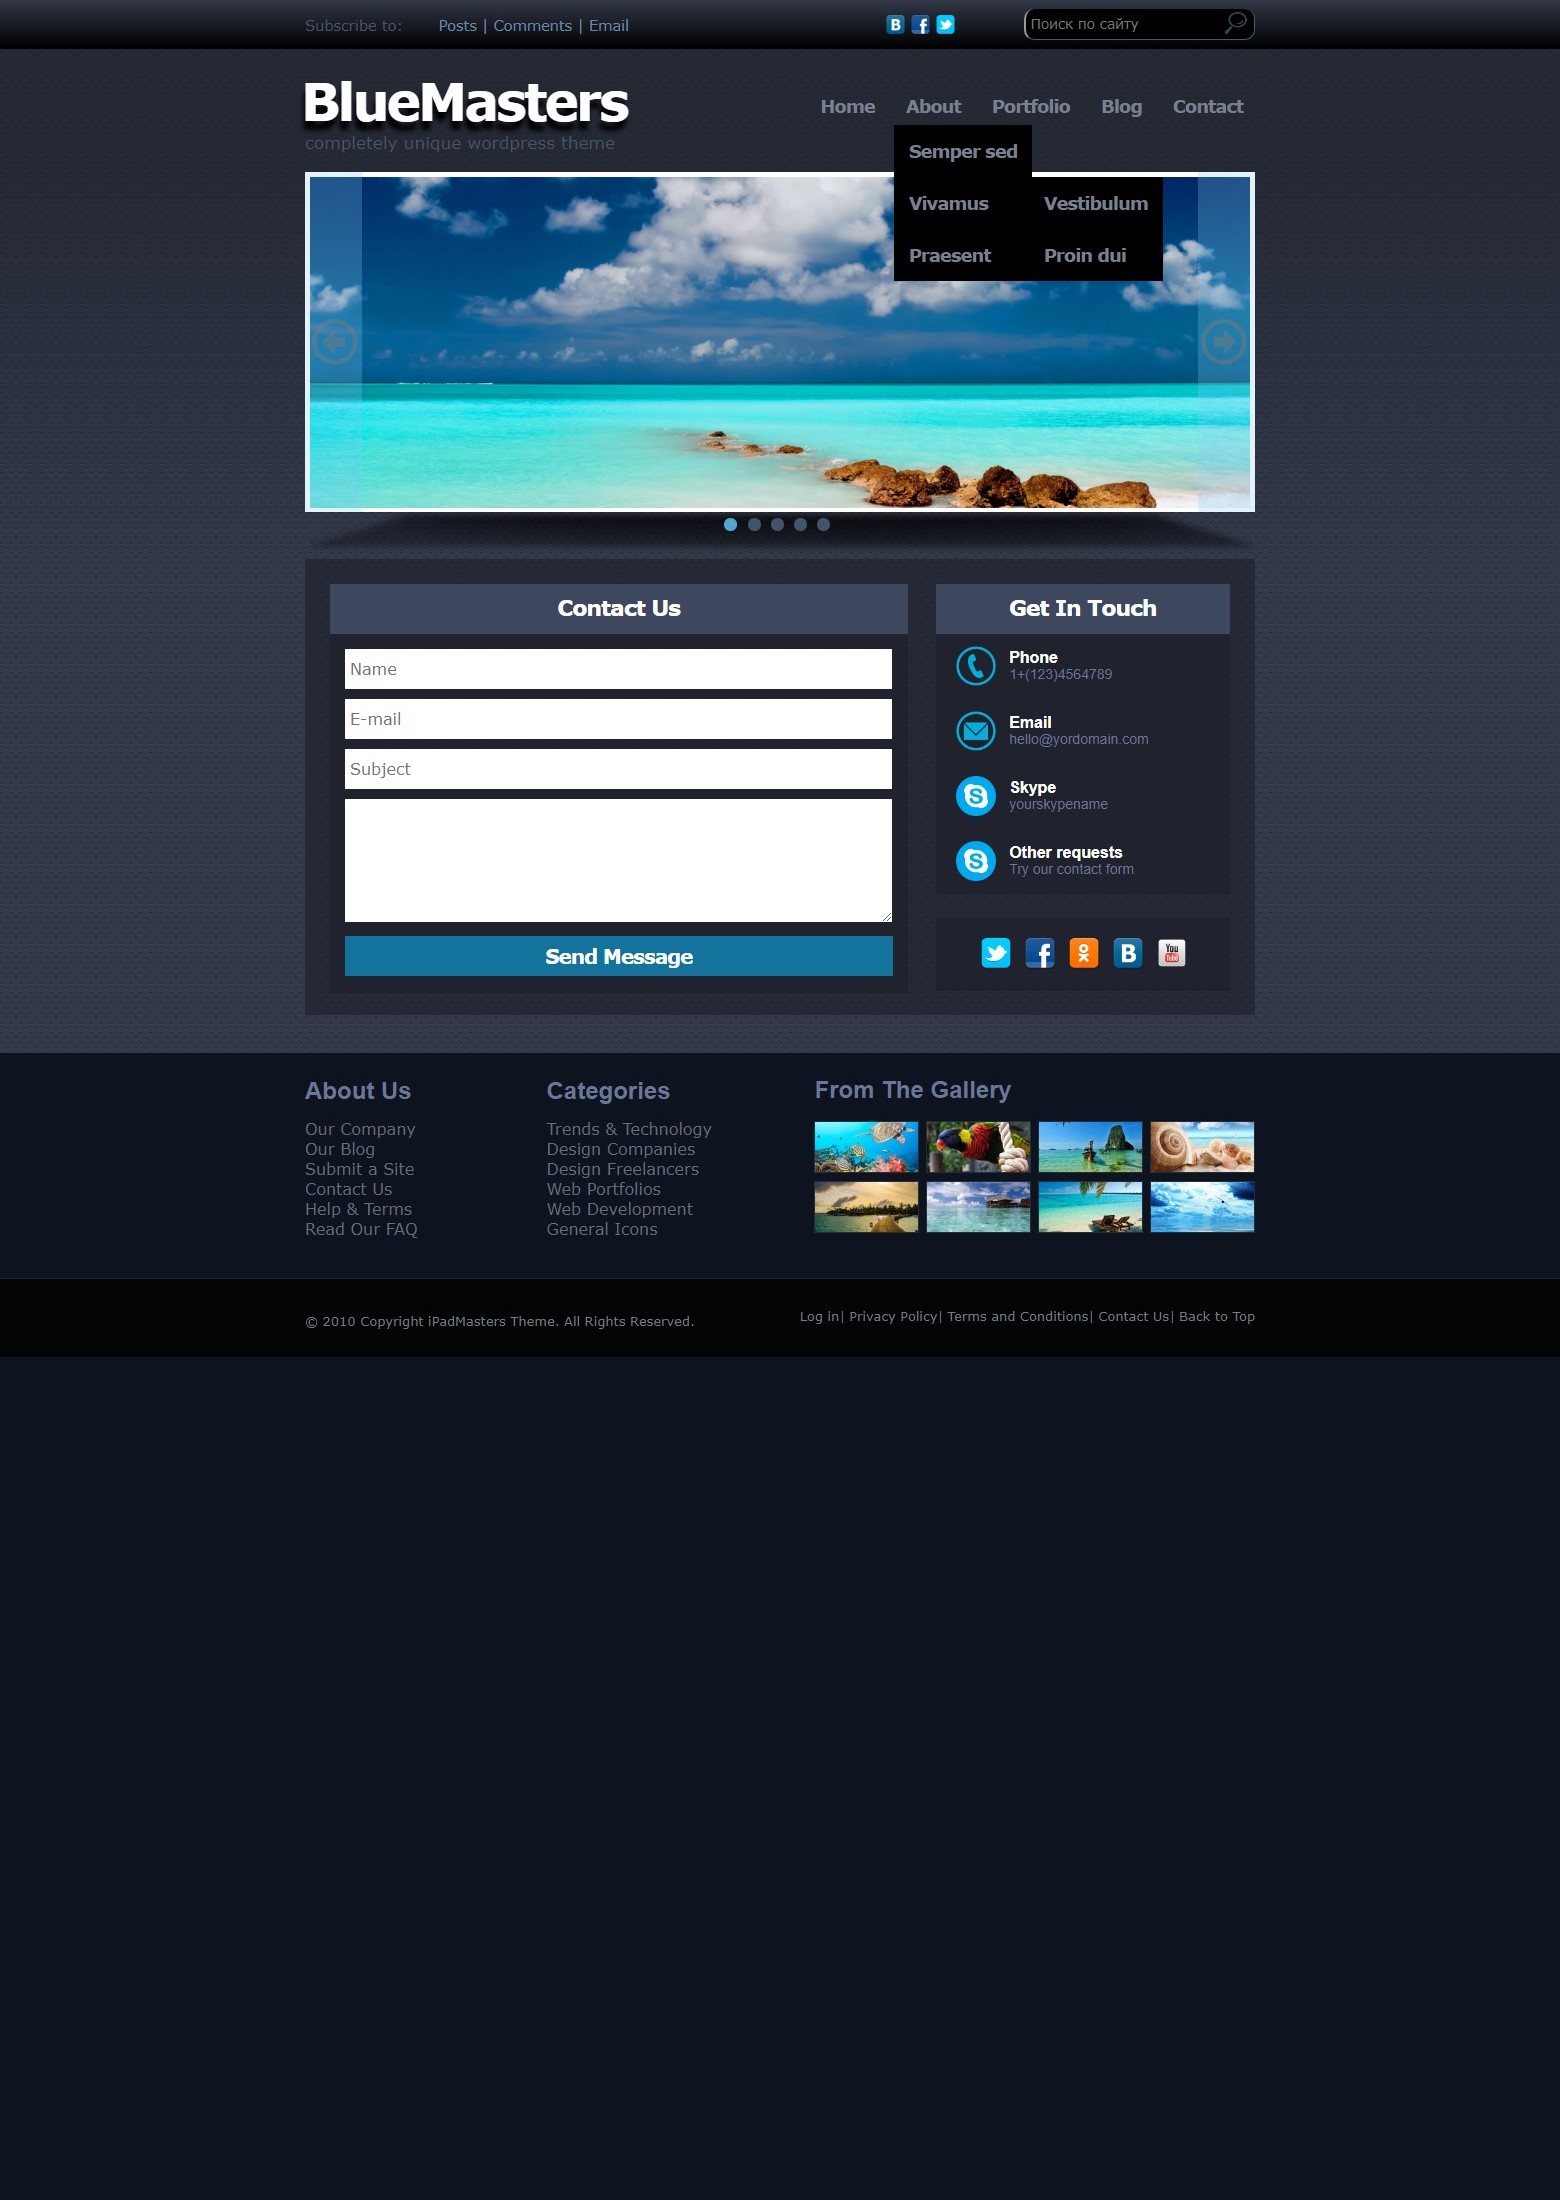 Subscribe to: Posts | Comments | Email
Поиск по сайту
BlueMasters
completely unique wordpress theme
Home About Portfolio Blog Contact
Semper sed
Vivamus Vestibulum
Praesent Proin dui
Contact Us
Name
E-mail
Subject
Send Message
Get In Touch
Phone
1+(123)4564789
Email
hello@yordomain.com
Skype
yourskypename
Other requests
Try our contact form
You
Tube
About Us
Our Company
Our Blog
Submit a Site
Contact Us
Help & Terms
Read Our FAQ
Categories
Trends & Technology
Design Companies
Design Freelancers
Web Portfolios
Web Development
General Icons
From The Gallery
© 2010 Copyright iPadMasters Theme. All Rights Reserved.
Log in| Privacy Policy| Terms and Conditions| Contact Us| Back to Top